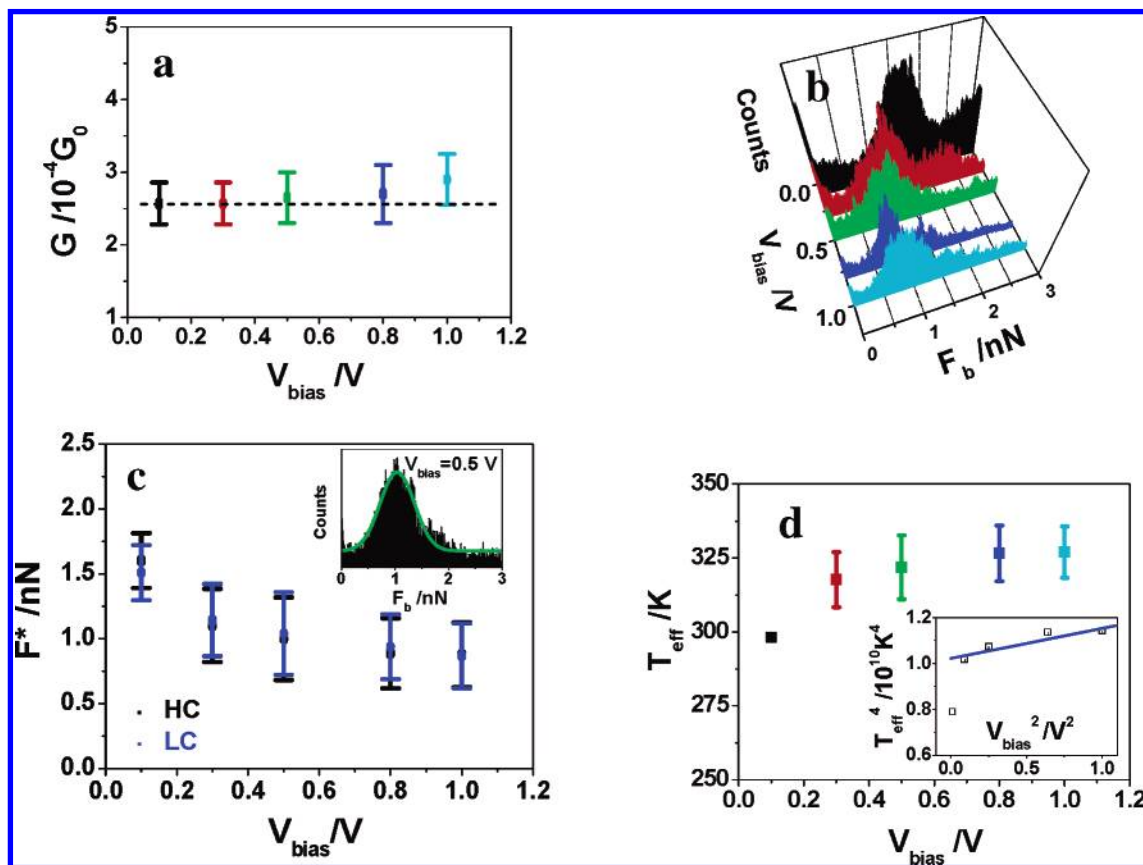 a
5
4
3
2
1
G /10⁻⁴G₀
0.0 0.2 0.4 0.6 0.8 1.0 1.2
V_bias /V
b
Counts
0.0
0.5
1.0
V_bias /V
0 1 2 3
F_b /nN
c
2.5
2.0
1.5
1.0
0.5
0.0
F* /nN
HC
LC
0.0 0.2 0.4 0.6 0.8 1.0 1.2
V_bias/V
V_bias=0.5 V
Counts
0 1 2 3
F_b /nN
d
350
325
300
275
250
T_eff /K
0.0 0.2 0.4 0.6 0.8 1.0 1.2
V_bias /V
1.2
1.0
0.8
0.6
T_eff⁴ /10¹⁰K⁴
V_bias² /V²
0.0 0.5 1.0